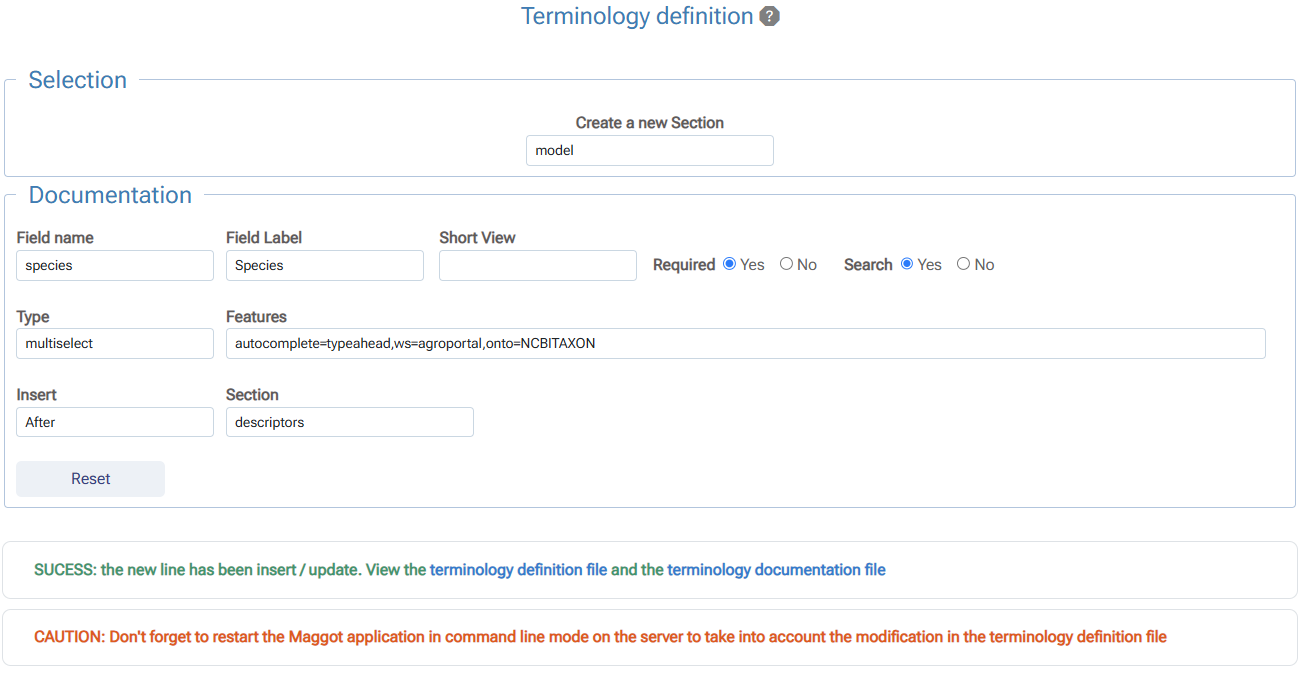 Terminology definition ?
Selection
Create a new Section
model
Documentation
Field name Field Label Short View
species Species Required Yes No Search Yes No
Type Features
multiselect autocomplete=typeahead,ws=agroportal,onto=NCBITAXON
Insert Section
After descriptors
Reset
SUCESS: the new line has been insert / update. View the terminology definition file and the terminology documentation file
CAUTION: Don't forget to restart the Maggot application in command line mode on the server to take into account the modification in the terminology definition file